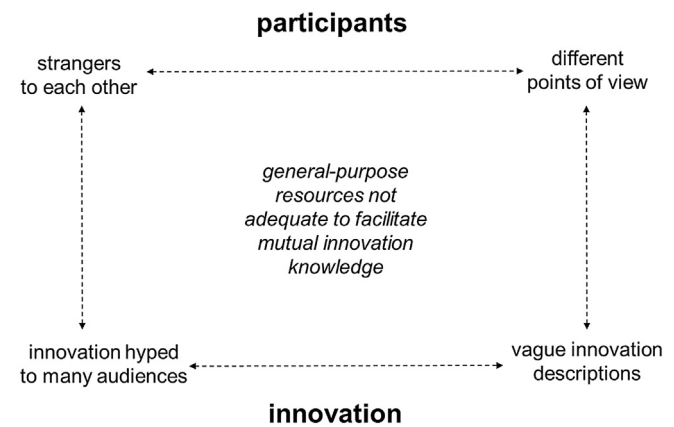 participants
strangers
to each other
different
points of view
general-purpose
resources not
adequate to facilitate
mutual innovation
knowledge
innovation hyped
to many audiences
vague innovation
descriptions
innovation